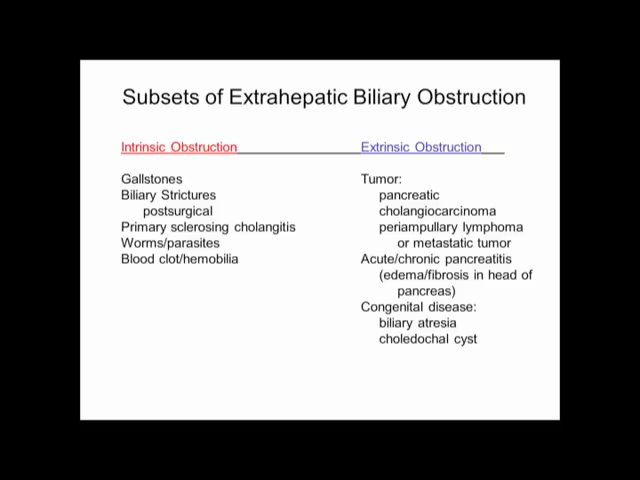 Subsets of Extrahepatic Biliary Obstruction
Intrinsic Obstruction
Gallstones
Biliary Strictures
postsurgical
Primary sclerosing cholangitis
Worms/parasites
Blood clot/hemobilia
Extrinsic Obstruction
Tumor:
pancreatic
cholangiocarcinoma
periampullary lymphoma
or metastatic tumor
Acute/chronic pancreatitis
(edema/fibrosis in head of
pancreas)
Congenital disease:
biliary atresia
choledochal cyst